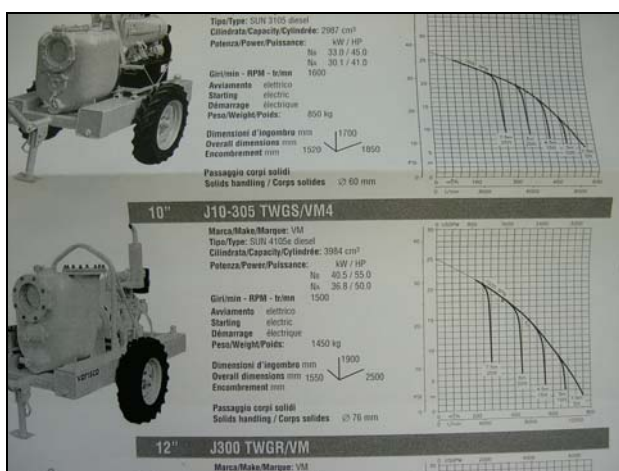 Tipo/Type: SUN 3105 diesel
Cilindrata/Capacity/Cylindrée: 2987 cm³
Potenza/Power/Puissance: kW / HP
NB 33.0 / 45.0
NA 30.1 / 41.0
Giri/min - RPM - tr/mn 1600
Avviamento elettrico
Starting electric
Démarrage électrique
Peso/Weight/Poids: 850 kg
Dimensioni d'ingombro mm 1700
Overall dimensions mm 1520 1850
Encombrement mm
Passaggio corpi solidi
Solids handling / Corps solides Ø 60 mm
10" J10-305 TWGS/VM4
Marca/Make/Marque: VM
Tipo/Type: SUN 4105e diesel
Cilindrata/Capacity/Cylindrée: 3984 cm³
Potenza/Power/Puissance: kW / HP
NB 40.5 / 55.0
NA 36.8 / 50.0
Giri/min - RPM - tr/mn 1500
Avviamento elettrico
Starting electric
Démarrage électrique
Peso/Weight/Poids: 1450 kg
Dimensioni d'ingombro mm 1900
Overall dimensions mm 1550 2500
Encombrement mm
Passaggio corpi solidi
Solids handling / Corps solides Ø 76 mm
varisco
12" J300 TWGR/VM
Marca/Make/Marque: VM